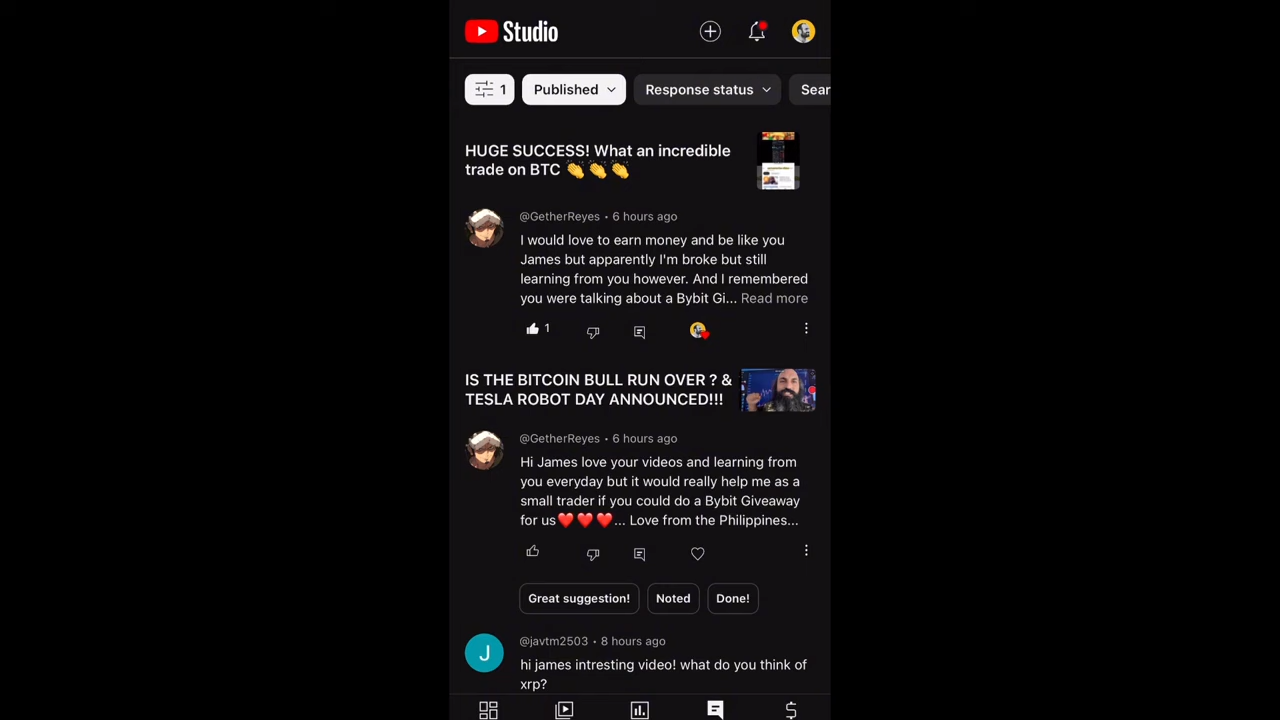 Studio
1
Published
Response status
Sear
HUGE SUCCESS! What an incredible
trade on BTC 👏👏👏
@GetherReyes • 6 hours ago
I would love to earn money and be like you
James but apparently I'm broke but still
learning from you however. And I remembered
you were talking about a Bybit Gi... Read more
1
IS THE BITCOIN BULL RUN OVER ? &
TESLA ROBOT DAY ANNOUNCED!!!
@GetherReyes • 6 hours ago
Hi James love your videos and learning from
you everyday but it would really help me as a
small trader if you could do a Bybit Giveaway
for us❤️❤️❤️... Love from the Philippines...
Great suggestion!
Noted
Done!
J
@javtm2503 • 8 hours ago
hi james intresting video! what do you think of
xrp?